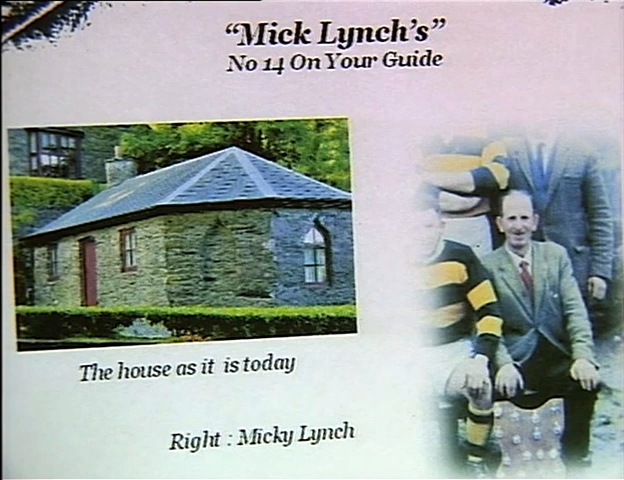 “Mick Lynch's”
No 14 On Your Guide
The house as it is today
Right : Micky Lynch